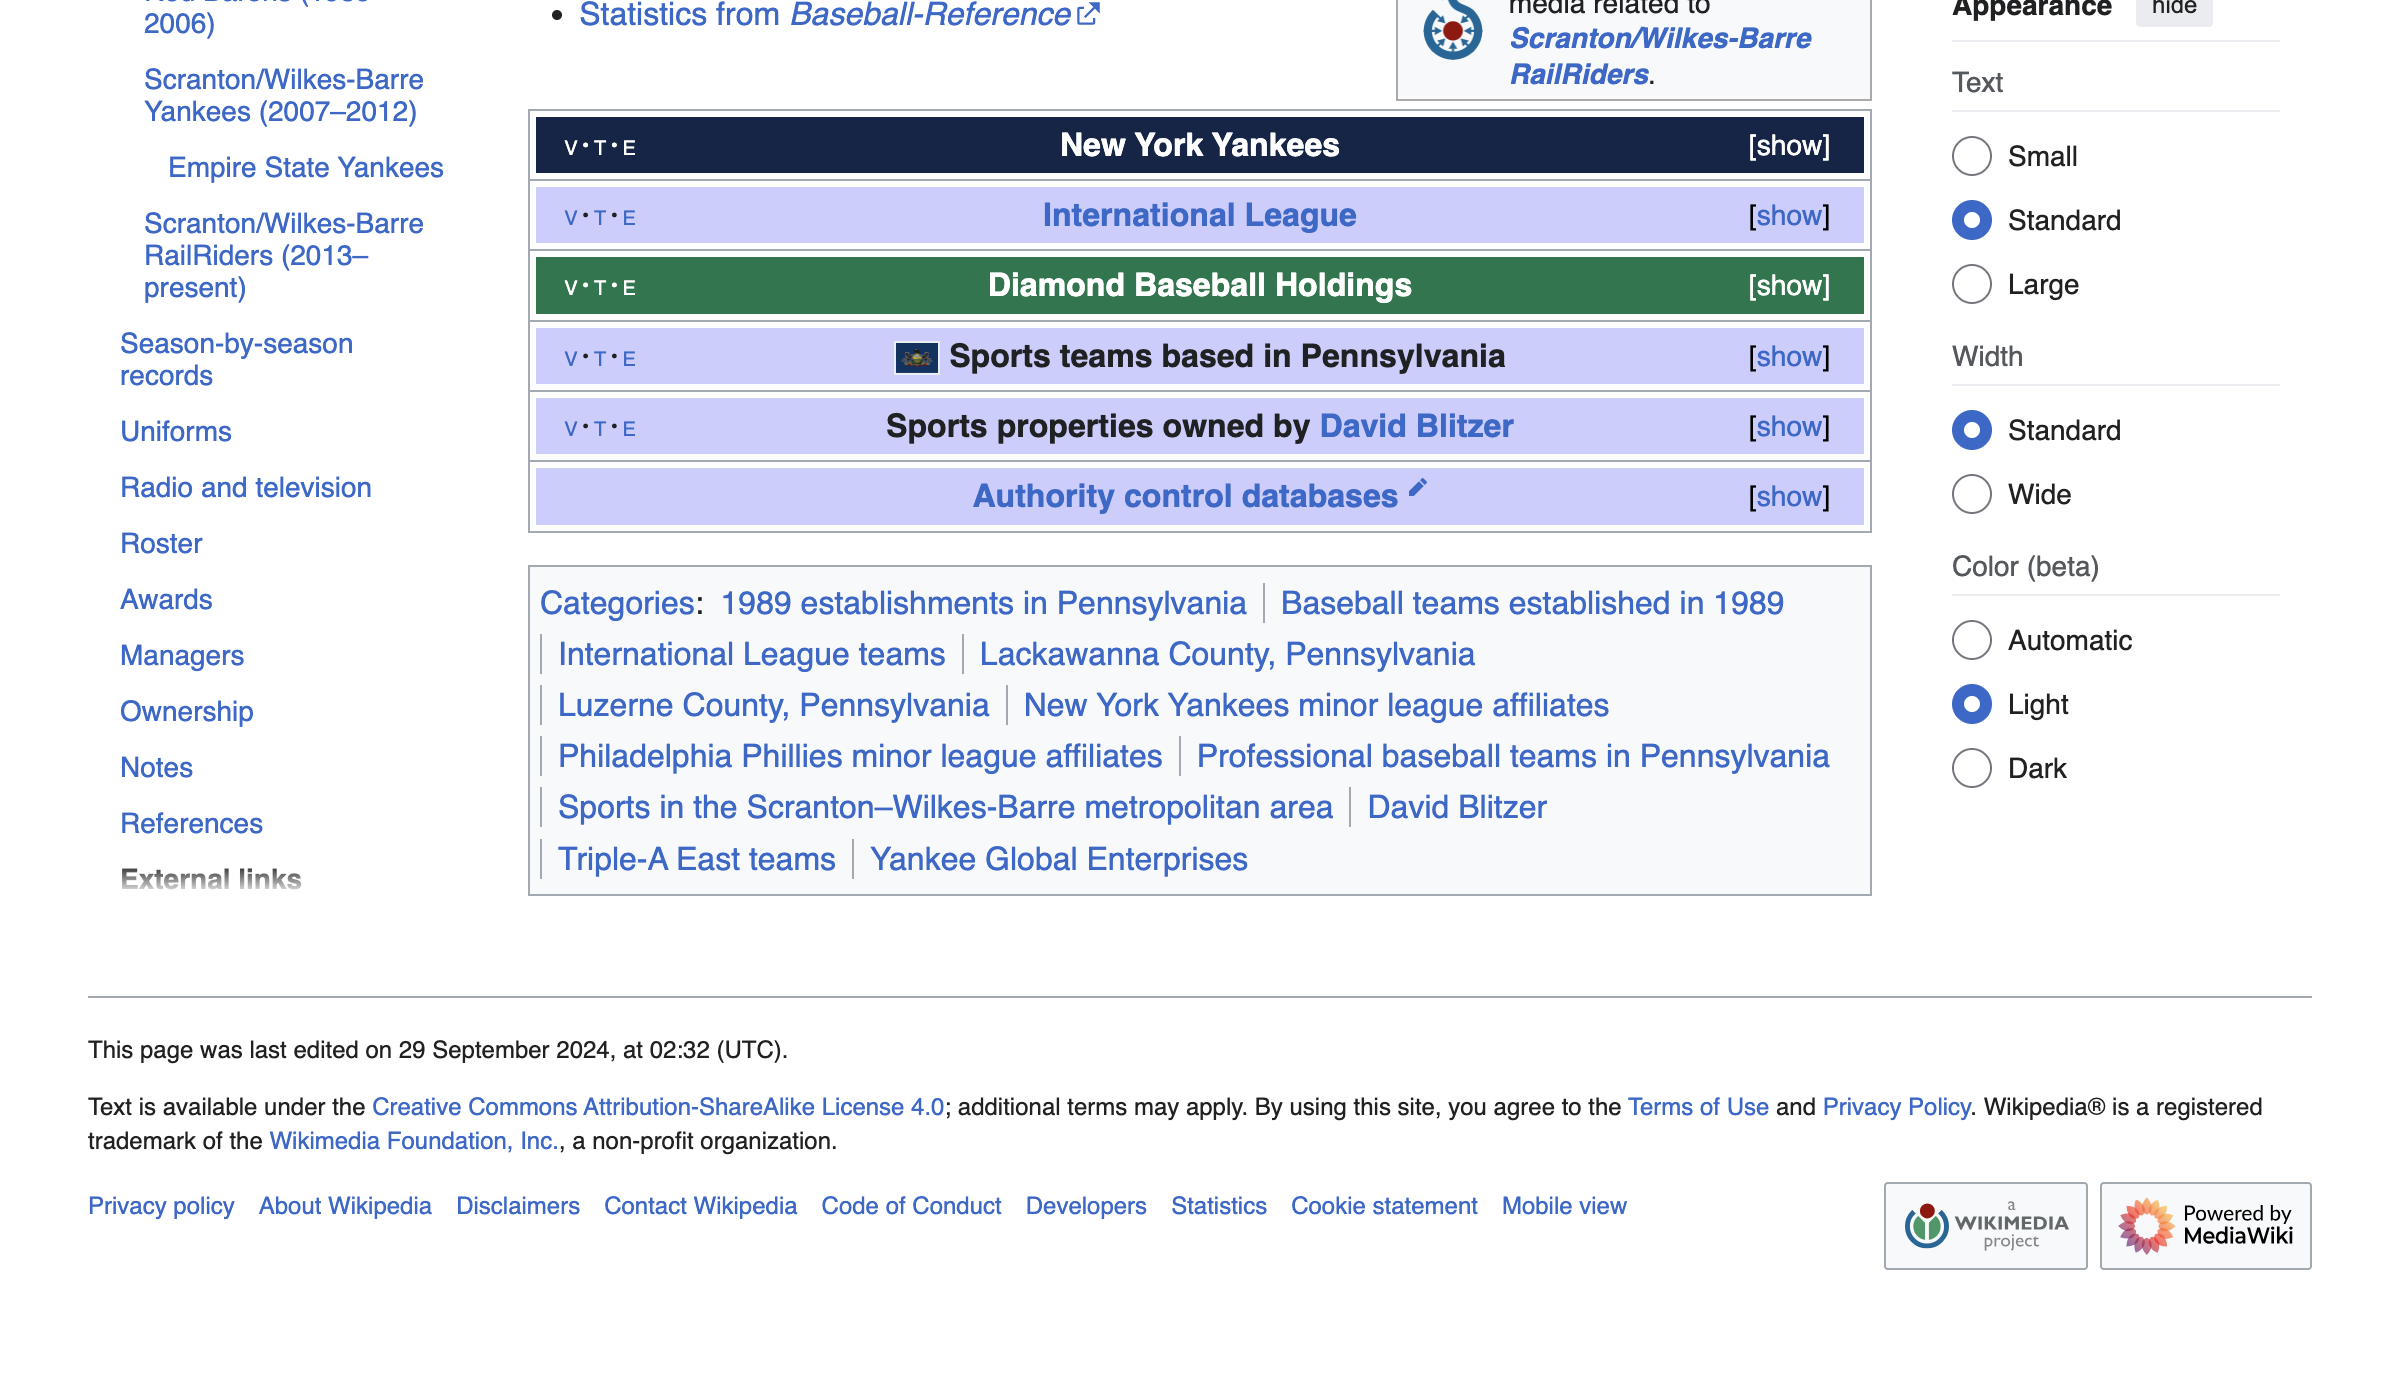 2006)
Scranton/Wilkes-Barre
Yankees (2007–2012)
Empire State Yankees
Scranton/Wilkes-Barre
RailRiders (2013–
present)
Season-by-season
records
Uniforms
Radio and television
Roster
Awards
Managers
Ownership
Notes
References
External links
• Statistics from Baseball-Reference
media related to
Scranton/Wilkes-Barre
RailRiders.
V·T·E New York Yankees [show]
V·T·E International League [show]
V·T·E Diamond Baseball Holdings [show]
V·T·E Sports teams based in Pennsylvania [show]
V·T·E Sports properties owned by David Blitzer [show]
Authority control databases [show]
Categories: 1989 establishments in Pennsylvania | Baseball teams established in 1989
| International League teams | Lackawanna County, Pennsylvania
| Luzerne County, Pennsylvania | New York Yankees minor league affiliates
| Philadelphia Phillies minor league affiliates | Professional baseball teams in Pennsylvania
| Sports in the Scranton–Wilkes-Barre metropolitan area | David Blitzer
| Triple-A East teams | Yankee Global Enterprises
Appearance hide
Text
Small
Standard
Large
Width
Standard
Wide
Color (beta)
Automatic
Light
Dark
This page was last edited on 29 September 2024, at 02:32 (UTC).
Text is available under the Creative Commons Attribution-ShareAlike License 4.0; additional terms may apply. By using this site, you agree to the Terms of Use and Privacy Policy. Wikipedia® is a registered
trademark of the Wikimedia Foundation, Inc., a non-profit organization.
Privacy policy About Wikipedia Disclaimers Contact Wikipedia Code of Conduct Developers Statistics Cookie statement Mobile view
a
WIKIMEDIA
project
Powered by
MediaWiki